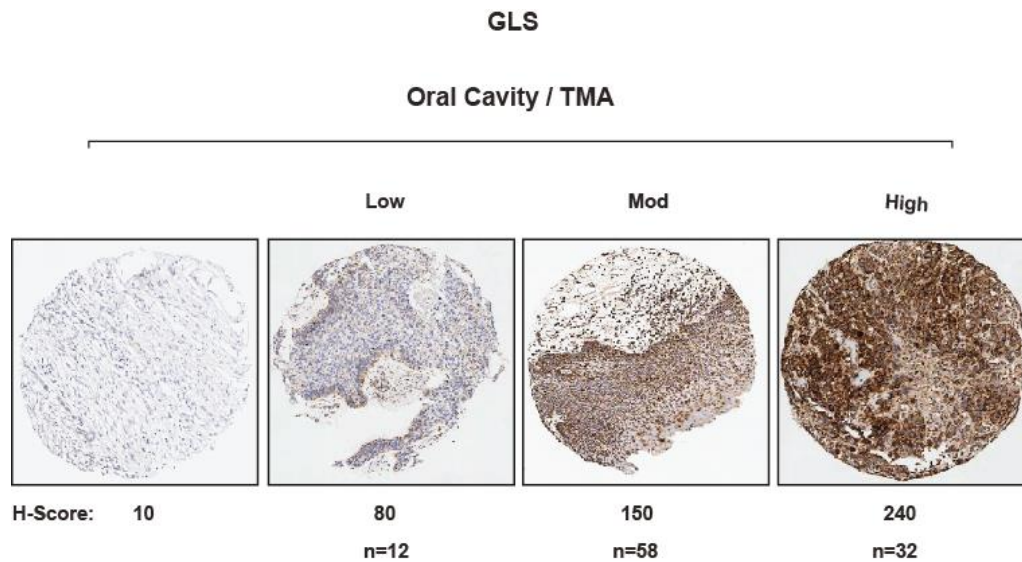 GLS
Oral Cavity / TMA
Low Mod High
H-Score: 10 80 150 240
n=12 n=58 n=32